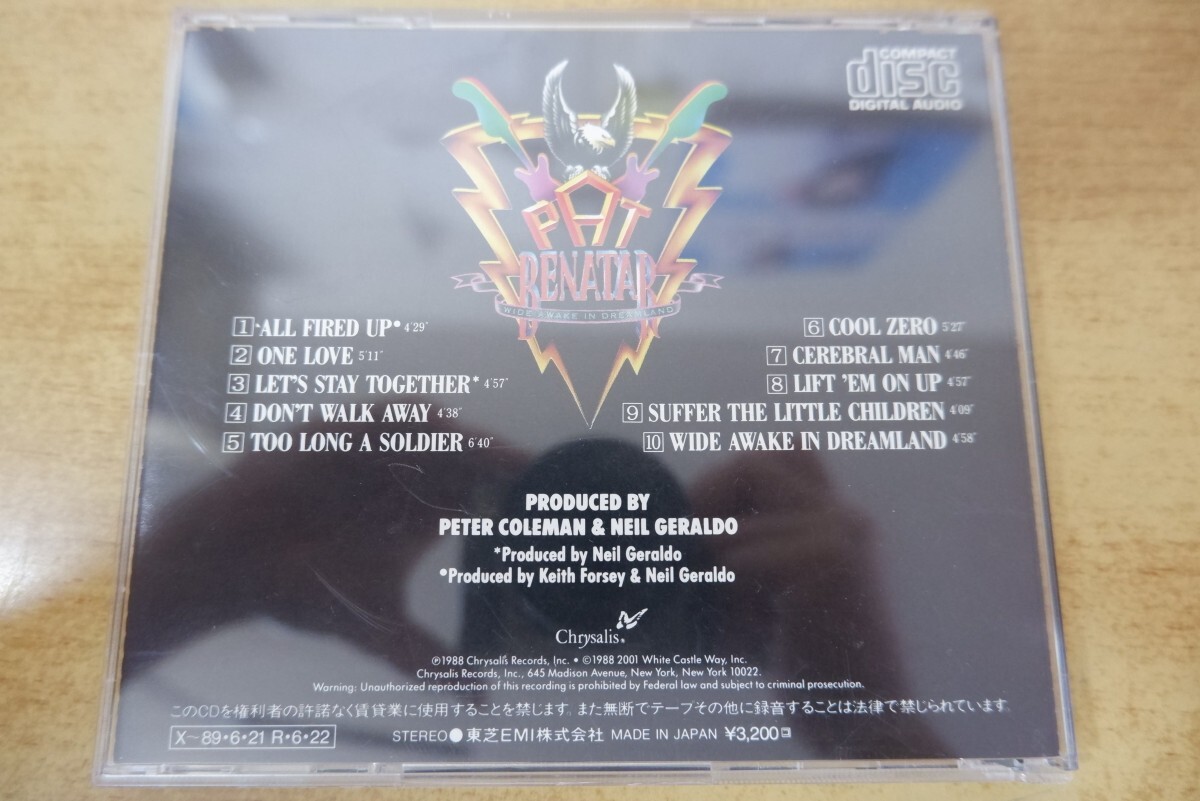 COMPACT
disc
DIGITAL AUDIO
PAT
BENATAR
WIDE AWAKE IN DREAMLAND
1 "ALL FIRED UP• 4'29"
2 ONE LOVE 5'11"
3 LET'S STAY TOGETHER* 4'57"
4 DON'T WALK AWAY 4'38"
5 TOO LONG A SOLDIER 6'40"
6 COOL ZERO 5'27"
7 CEREBRAL MAN 4'46"
8 LIFT 'EM ON UP 4'57"
9 SUFFER THE LITTLE CHILDREN 4'09"
10 WIDE AWAKE IN DREAMLAND 4'58"
PRODUCED BY
PETER COLEMAN & NEIL GERALDO
*Produced by Neil Geraldo
•Produced by Keith Forsey & Neil Geraldo
Chrysalis®
℗1988 Chrysalis Records, Inc. • ©1988 2001 White Castle Way, Inc.
Chrysalis Records, Inc., 645 Madison Avenue, New York, New York 10022.
Warning: Unauthorized reproduction of this recording is prohibited by Federal law and subject to criminal prosecution.
このCDを権利者の許諾なく賃貸業に使用することを禁じます。また無断でテープその他に録音することは法律で禁じられています。
X〜89・6・21 R・6・22 STEREO● 東芝EMI株式会社 MADE IN JAPAN ¥3,200